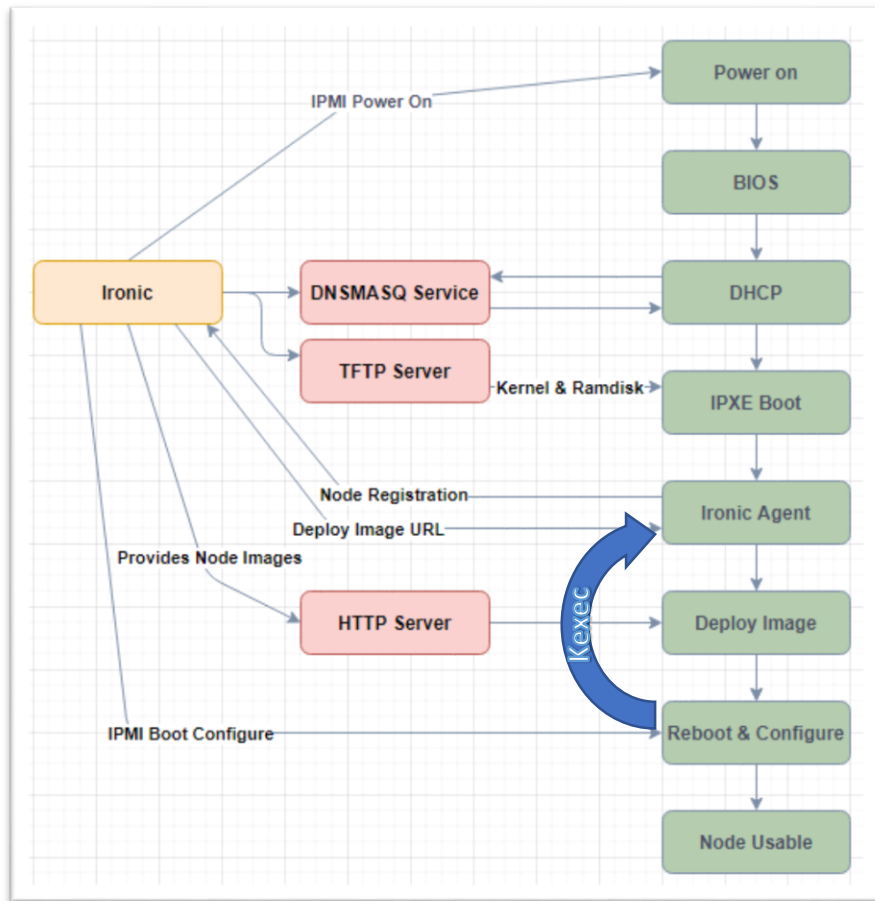 Power on
IPMI Power On
BIOS
Ironic
DNSMASQ Service
DHCP
TFTP Server
Kernel & Ramdisk
IPXE Boot
Node Registration
Ironic Agent
Deploy Image URL
Provides Node Images
HTTP Server
Kexec
Deploy Image
IPMI Boot Configure
Reboot & Configure
Node Usable